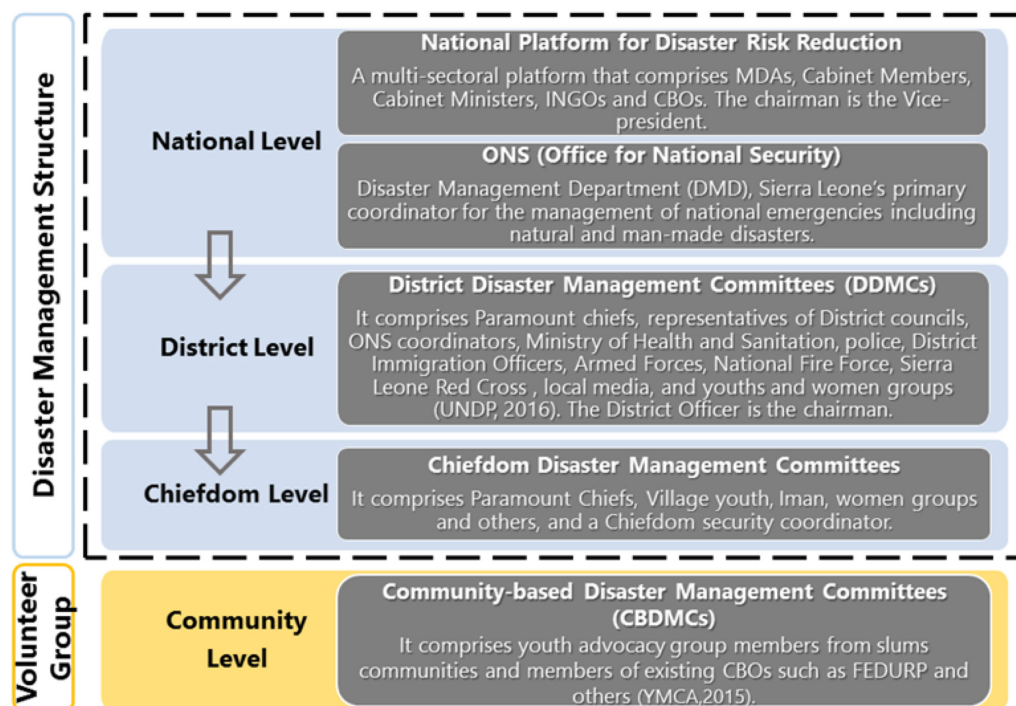 Disaster Management Structure
National Level
National Platform for Disaster Risk Reduction
A multi-sectoral platform that comprises MDAs, Cabinet Members,
Cabinet Ministers, INGOs and CBOs. The chairman is the Vice-
president.
ONS (Office for National Security)
Disaster Management Department (DMD), Sierra Leone's primary
coordinator for the management of national emergencies including
natural and man-made disasters.
District Level
District Disaster Management Committees (DDMCs)
It comprises Paramount chiefs, representatives of District councils,
ONS coordinators, Ministry of Health and Sanitation, police, District
Immigration Officers, Armed Forces, National Fire Force, Sierra
Leone Red Cross , local media, and youths and women groups
(UNDP, 2016). The District Officer is the chairman.
Chiefdom Level
Chiefdom Disaster Management Committees
It comprises Paramount Chiefs, Village youth, Iman, women groups
and others, and a Chiefdom security coordinator.
Volunteer
Group
Community
Level
Community-based Disaster Management Committees
(CBDMCs)
It comprises youth advocacy group members from slums
communities and members of existing CBOs such as FEDURP and
others (YMCA,2015).